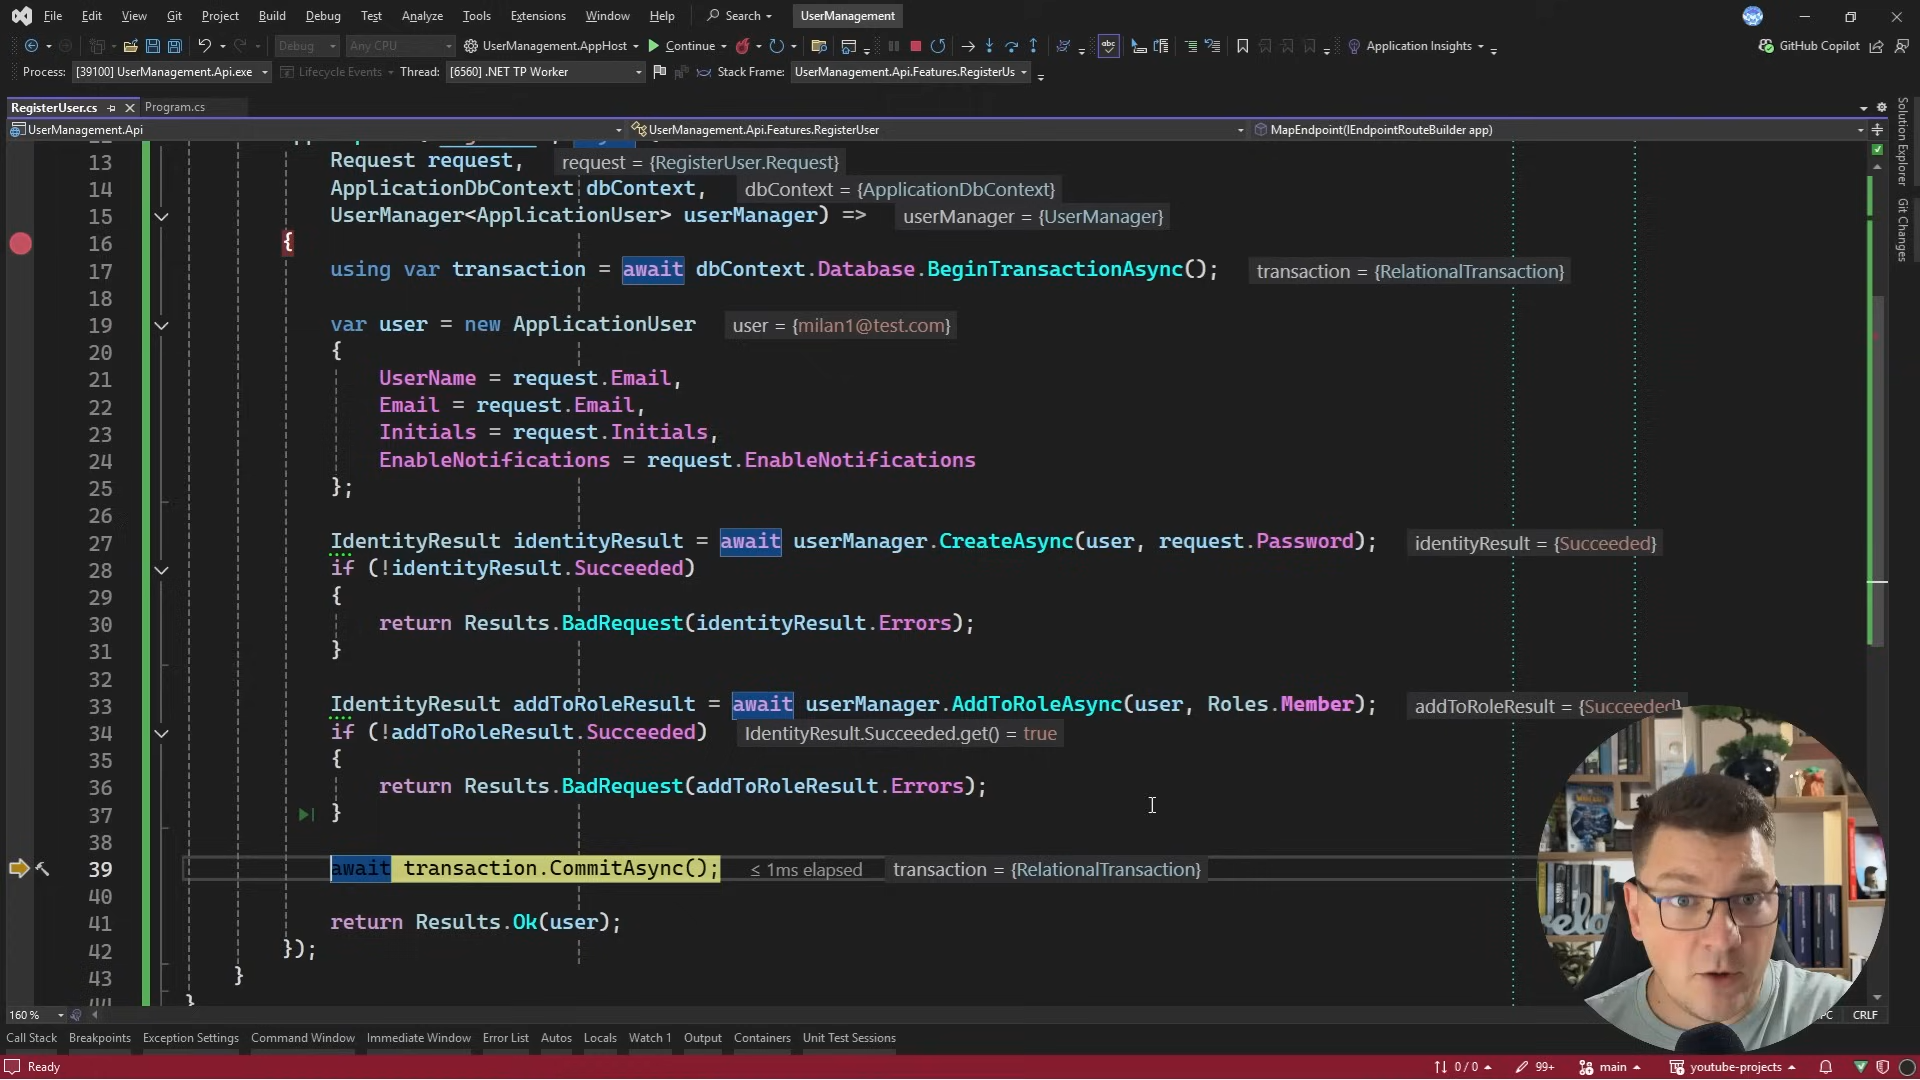 File Edit View Git Project Build Debug Test Analyze Tools Extensions Window Help Search UserManagement
Debug Any CPU UserManagement.AppHost Continue Application Insights GitHub Copilot
Process: [39100] UserManagement.Api.exe Lifecycle Events Thread: [6560] .NET TP Worker Stack Frame: UserManagement.Api.Features.RegisterUs
RegisterUser.cs Program.cs
UserManagement.Api UserManagement.Api.Features.RegisterUser MapEndpoint(IEndpointRouteBuilder app)
13 Request request, request = {RegisterUser.Request}
14 ApplicationDbContext dbContext, dbContext = {ApplicationDbContext}
15 UserManager<ApplicationUser> userManager) => userManager = {UserManager}
16 {
17 using var transaction = await dbContext.Database.BeginTransactionAsync(); transaction = {RelationalTransaction}
18
19 var user = new ApplicationUser user = {milan1@test.com}
20 {
21 UserName = request.Email,
22 Email = request.Email,
23 Initials = request.Initials,
24 EnableNotifications = request.EnableNotifications
25 };
26
27 IdentityResult identityResult = await userManager.CreateAsync(user, request.Password); identityResult = {Succeeded}
28 if (!identityResult.Succeeded)
29 {
30 return Results.BadRequest(identityResult.Errors);
31 }
32
33 IdentityResult addToRoleResult = await userManager.AddToRoleAsync(user, Roles.Member); addToRoleResult = {Succeeded}
34 if (!addToRoleResult.Succeeded) IdentityResult.Succeeded.get() = true
35 {
36 return Results.BadRequest(addToRoleResult.Errors);
37 }
38
39 await transaction.CommitAsync(); ≤ 1ms elapsed transaction = {RelationalTransaction}
40
41 return Results.Ok(user);
42 });
43 }
44 }
Solution Explorer
Git Changes
160 % CRLF
Call Stack Breakpoints Exception Settings Command Window Immediate Window Error List Autos Locals Watch 1 Output Containers Unit Test Sessions
Ready 0 / 0 99+ main youtube-projects